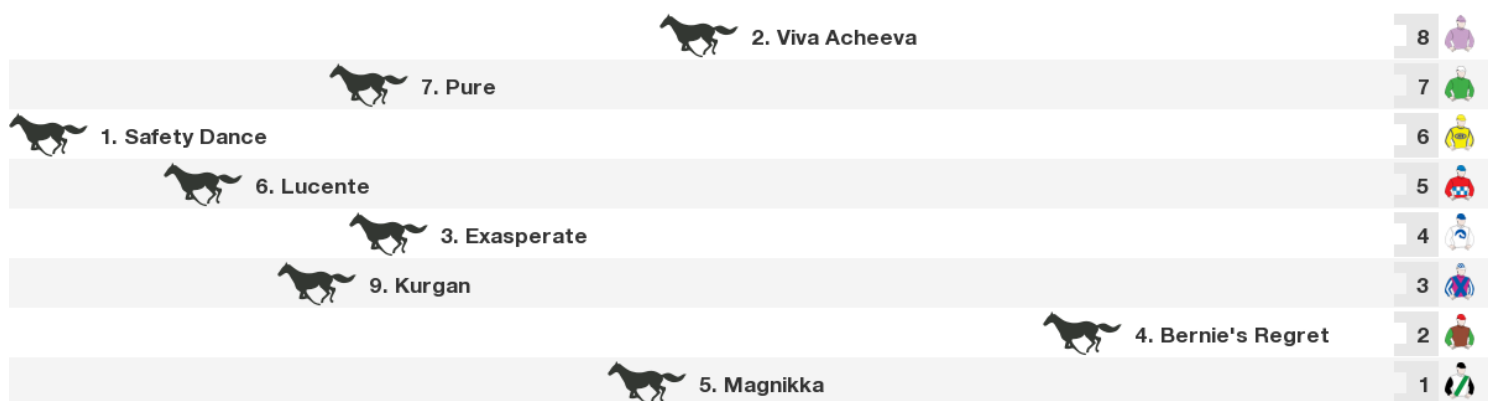 2. Viva Acheeva 8
7. Pure 7
1. Safety Dance 6
6. Lucente 5
3. Exasperate 4
9. Kurgan 3
4. Bernie's Regret 2
5. Magnikka 1